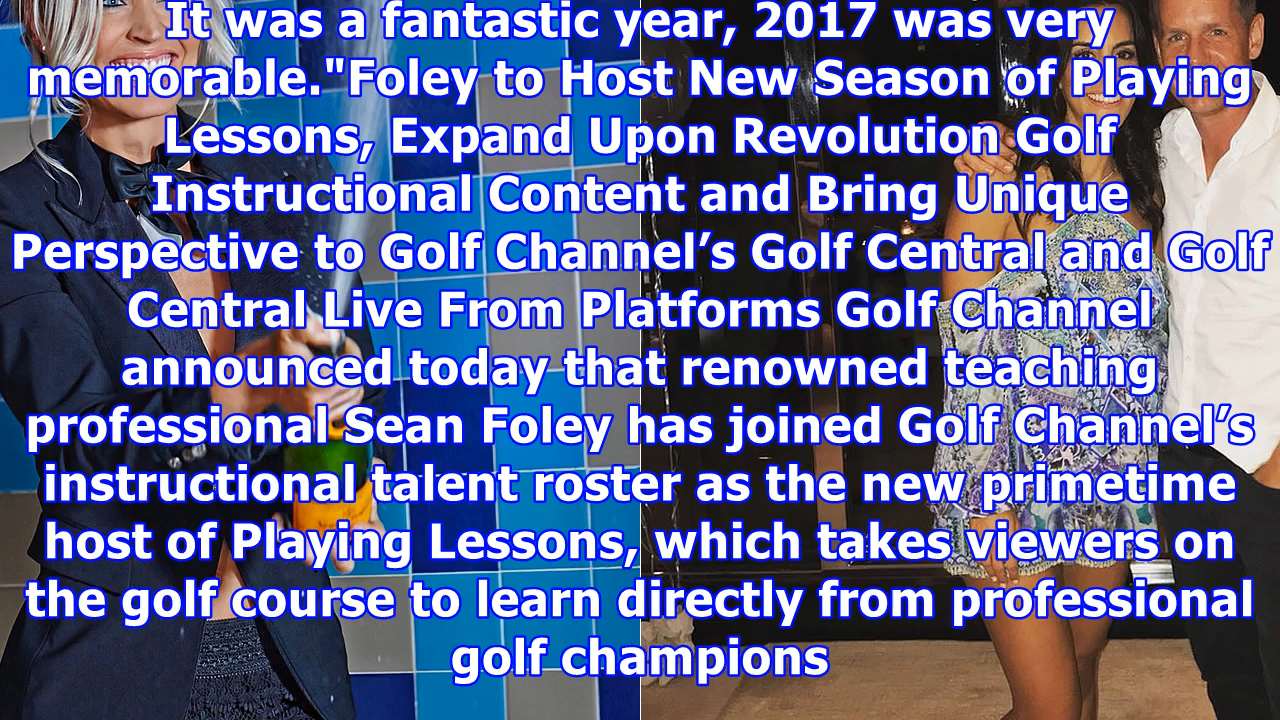 It was a fantastic year, 2017 was very
memorable."Foley to Host New Season of Playing
Lessons, Expand Upon Revolution Golf
Instructional Content and Bring Unique
Perspective to Golf Channel’s Golf Central and Golf
Central Live From Platforms Golf Channel
announced today that renowned teaching
professional Sean Foley has joined Golf Channel’s
instructional talent roster as the new primetime
host of Playing Lessons, which takes viewers on
the golf course to learn directly from professional
golf champions